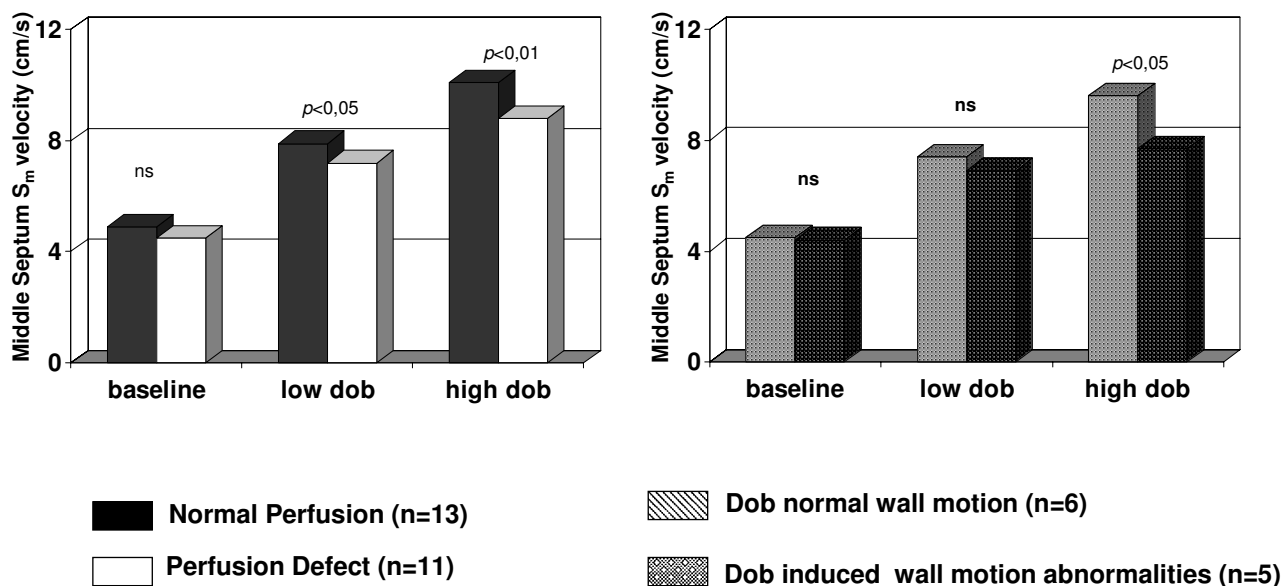 Middle Septum Sm velocity (cm/s)
12
8
4
0
ns
p<0,05
p<0,01
baseline
low dob
high dob
Normal Perfusion (n=13)
Perfusion Defect (n=11)
Middle Septum Sm velocity (cm/s)
12
8
4
0
ns
ns
p<0,05
baseline
low dob
high dob
Dob normal wall motion (n=6)
Dob induced wall motion abnormalities (n=5)